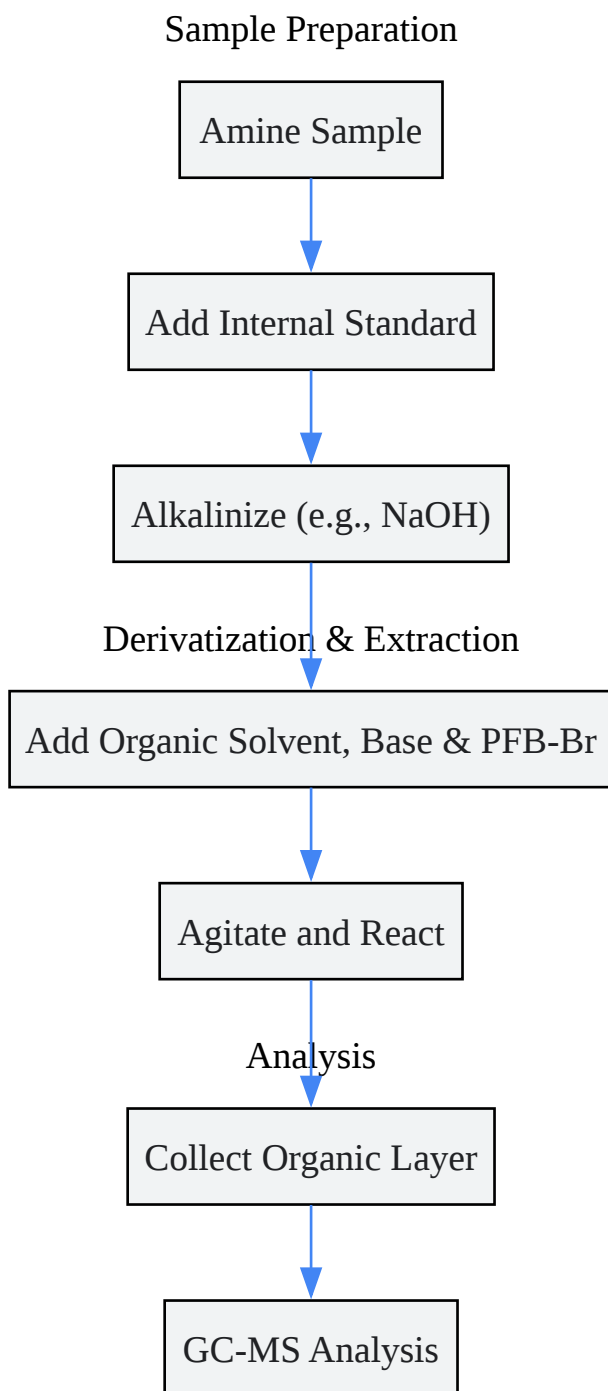 Sample Preparation
Amine Sample
Add Internal Standard
Alkalinize (e.g., NaOH)
Derivatization & Extraction
Add Organic Solvent, Base & PFB-Br
Agitate and React
Analysis
Collect Organic Layer
GC-MS Analysis